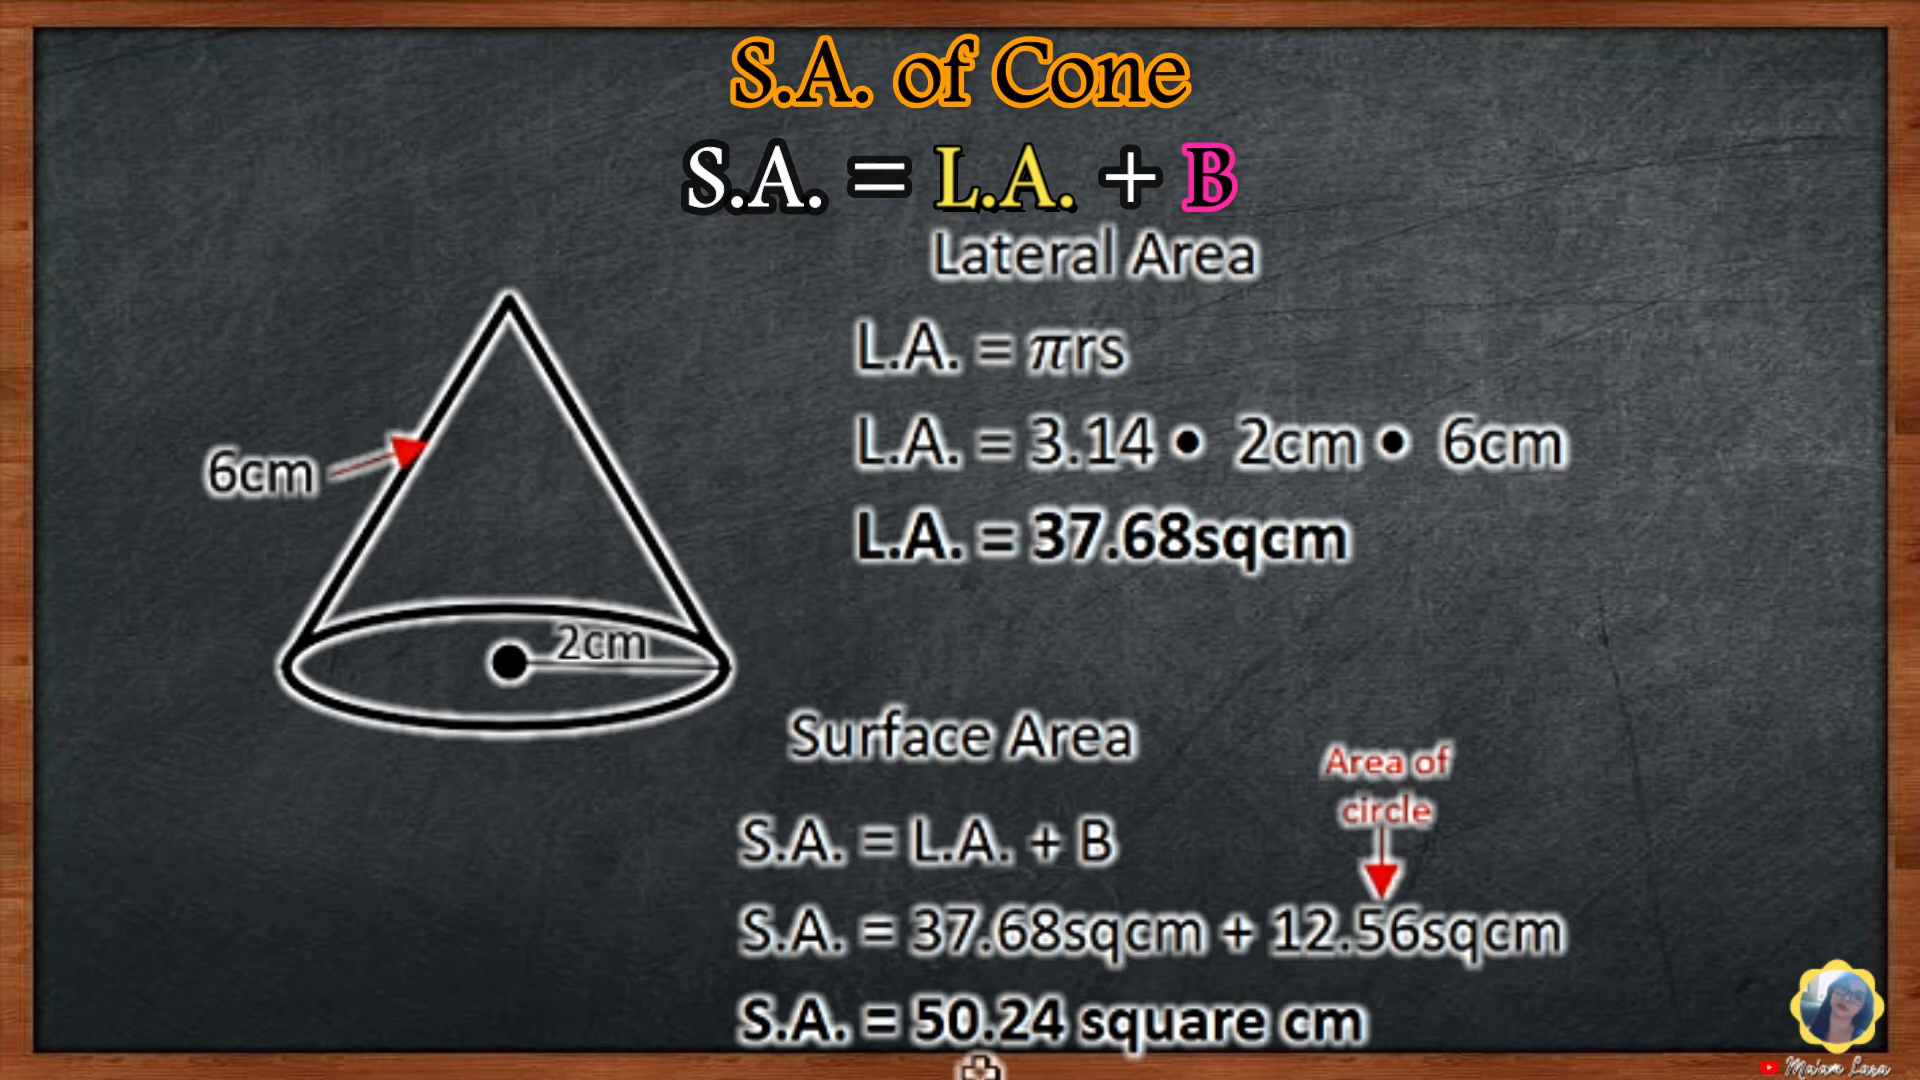 S.A. of Cone
S.A. = L.A. + B
Lateral Area
L.A. = πrs
L.A. = 3.14 • 2cm • 6cm
L.A. = 37.68sqcm
6cm
2cm
Surface Area
Area of
circle
S.A. = L.A. + B
S.A. = 37.68sqcm + 12.56sqcm
S.A. = 50.24 square cm